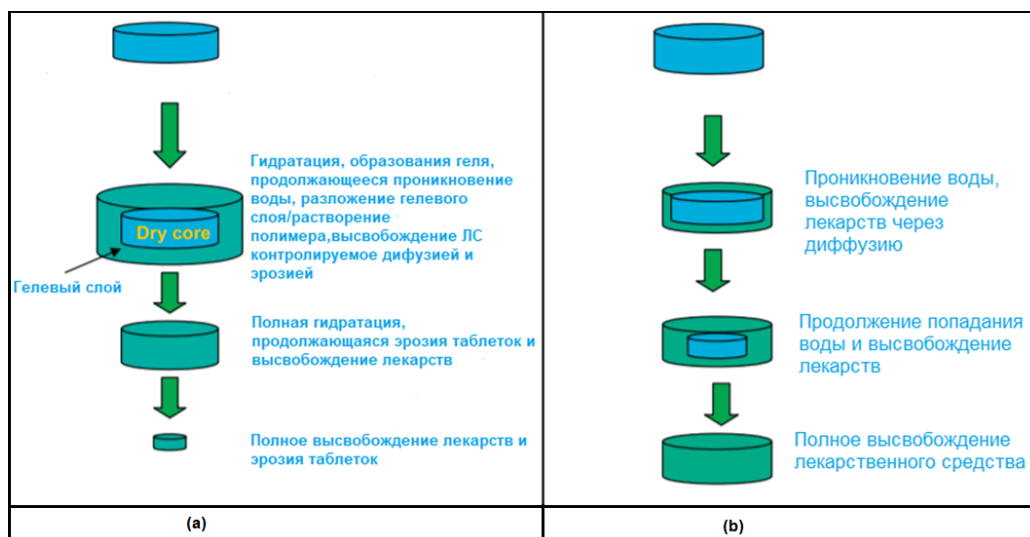 Гидратация, образования геля,
продолжающееся проникновение
воды, разложение гелевого
слоя/растворение
полимера,высвобождение ЛС
контролируемое дифузией и
эрозией
Dry core
Гелевый слой
Полная гидратация,
продолжающаяся эрозия таблеток и
высвобождение лекарств
Полное высвобождение лекарств и
эрозия таблеток
(a)
Проникновение воды,
высвобождение
лекарств через
диффузию
Продолжение попадания
воды и высвобождение
лекарств
Полное высвобождение
лекарственного средства
(b)